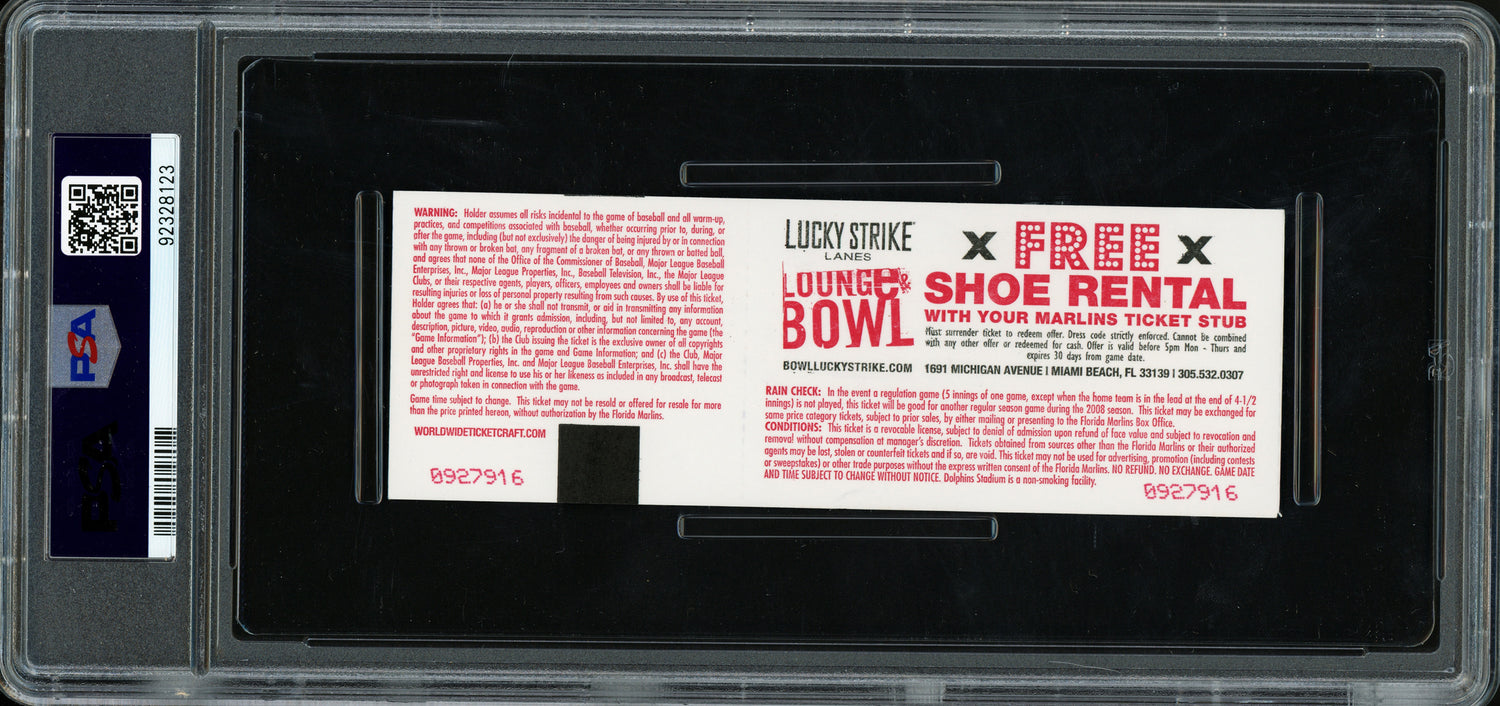 92328123
PSA
PSA
WARNING: Holder assumes all risks incidental to the game of baseball and all warm-up,
practices, and competitions associated with baseball, whether occurring prior to, during, or
after the game, including (but not exclusively) the danger of being injured by or in connection
with any thrown or broken bat, any fragment of a broken bat, or any thrown or batted ball,
and agrees that none of the Office of the Commissioner of Baseball, Major League Baseball
Enterprises, Inc., Major League Properties, Inc., Baseball Television, Inc., the Major League
Clubs, or their respective agents, players, officers, employees and owners shall be liable for
resulting injuries or loss of personal property resulting from such causes. By use of this ticket,
Holder agrees that: (a) he or she shall not transmit, or aid in transmitting any information
about the game to which it grants admission, including, but not limited to, any account,
description, picture, video, audio, reproduction or other information concerning the game (the
"Game Information"); (b) the Club issuing the ticket is the exclusive owner of all copyrights
and other proprietary rights in the game and Game Information; and (c) the Club, Major
League Baseball Properties, Inc. and Major League Baseball Enterprises, Inc. shall have the
unrestricted right and license to use his or her likeness as included in any broadcast, telecast
or photograph taken in connection with the game.
Game time subject to change. This ticket may not be resold or offered for resale for more
than the price printed hereon, without authorization by the Florida Marlins.
WORLDWIDETICKETCRAFT.COM
0927916
LUCKY STRIKE
LANES
LOUNGE &
BOWL
BOWLLUCKYSTRIKE.COM
X FREE X
SHOE RENTAL
WITH YOUR MARLINS TICKET STUB
Must surrender ticket to redeem offer. Dress code strictly enforced. Cannot be combined
with any other offer or redeemed for cash. Offer is valid before 5pm Mon - Thurs and
expires 30 days from game date.
1691 MICHIGAN AVENUE | MIAMI BEACH, FL 33139 | 305.532.0307
RAIN CHECK: In the event a regulation game (5 innings of one game, except when the home team is in the lead at the end of 4-1/2
innings) is not played, this ticket will be good for another regular season game during the 2008 season. This ticket may be exchanged for
same price category tickets, subject to prior sales, by either mailing or presenting to the Florida Marlins Box Office.
CONDITIONS: This ticket is a revocable license, subject to denial of admission upon refund of face value and subject to revocation and
removal without compensation at manager's discretion. Tickets obtained from sources other than the Florida Marlins or their authorized
agents may be lost, stolen or counterfeit tickets and if so, are void. This ticket may not be used for advertising, promotion (including contests
or sweepstakes) or other trade purposes without the express written consent of the Florida Marlins. NO REFUND. NO EXCHANGE. GAME DATE
AND TIME SUBJECT TO CHANGE WITHOUT NOTICE. Dolphins Stadium is a non-smoking facility.
0927916